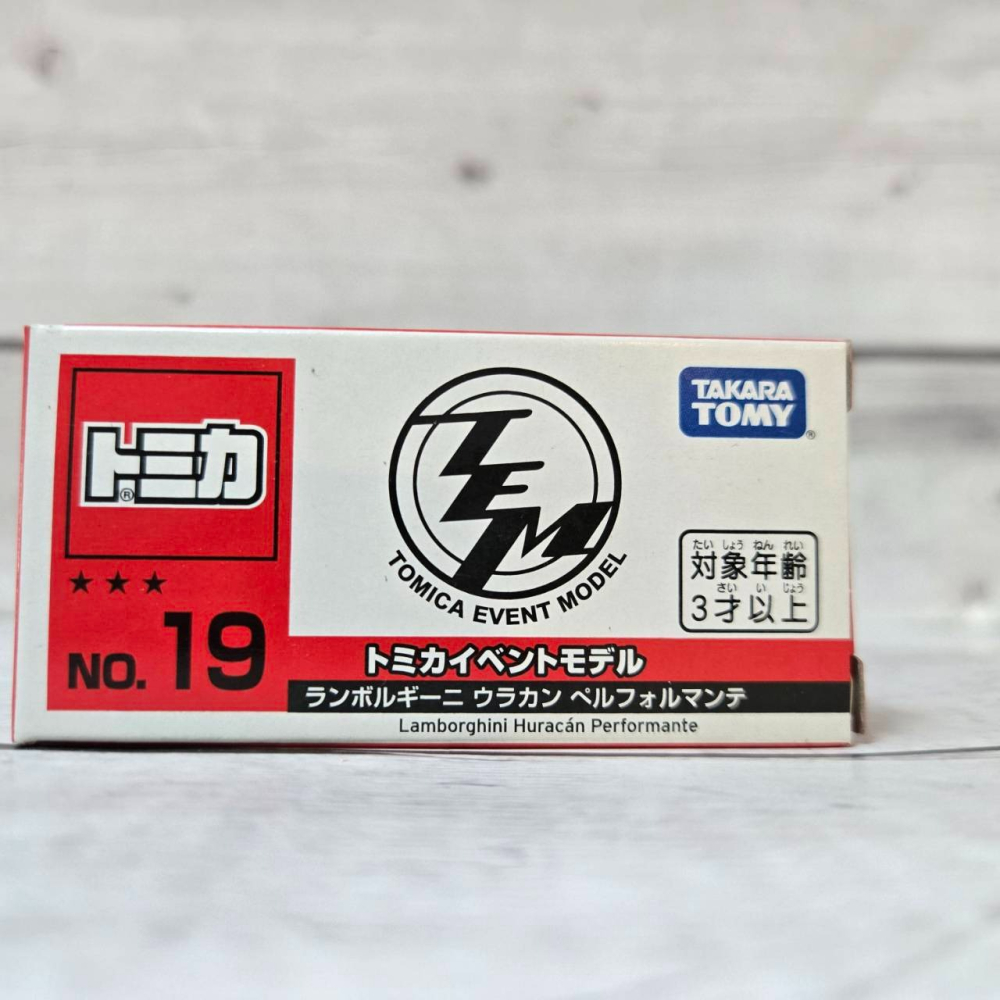 トミカ®
★★★
NO. 19
TEM
TOMICA EVENT MODEL
TAKARA
TOMY®
たいしょうねんれい
対象年齢
さいいじょう
3才以上
トミカイベントモデル
ランボルギーニ ウラカン ペルフォルマンテ
Lamborghini Huracán Performante